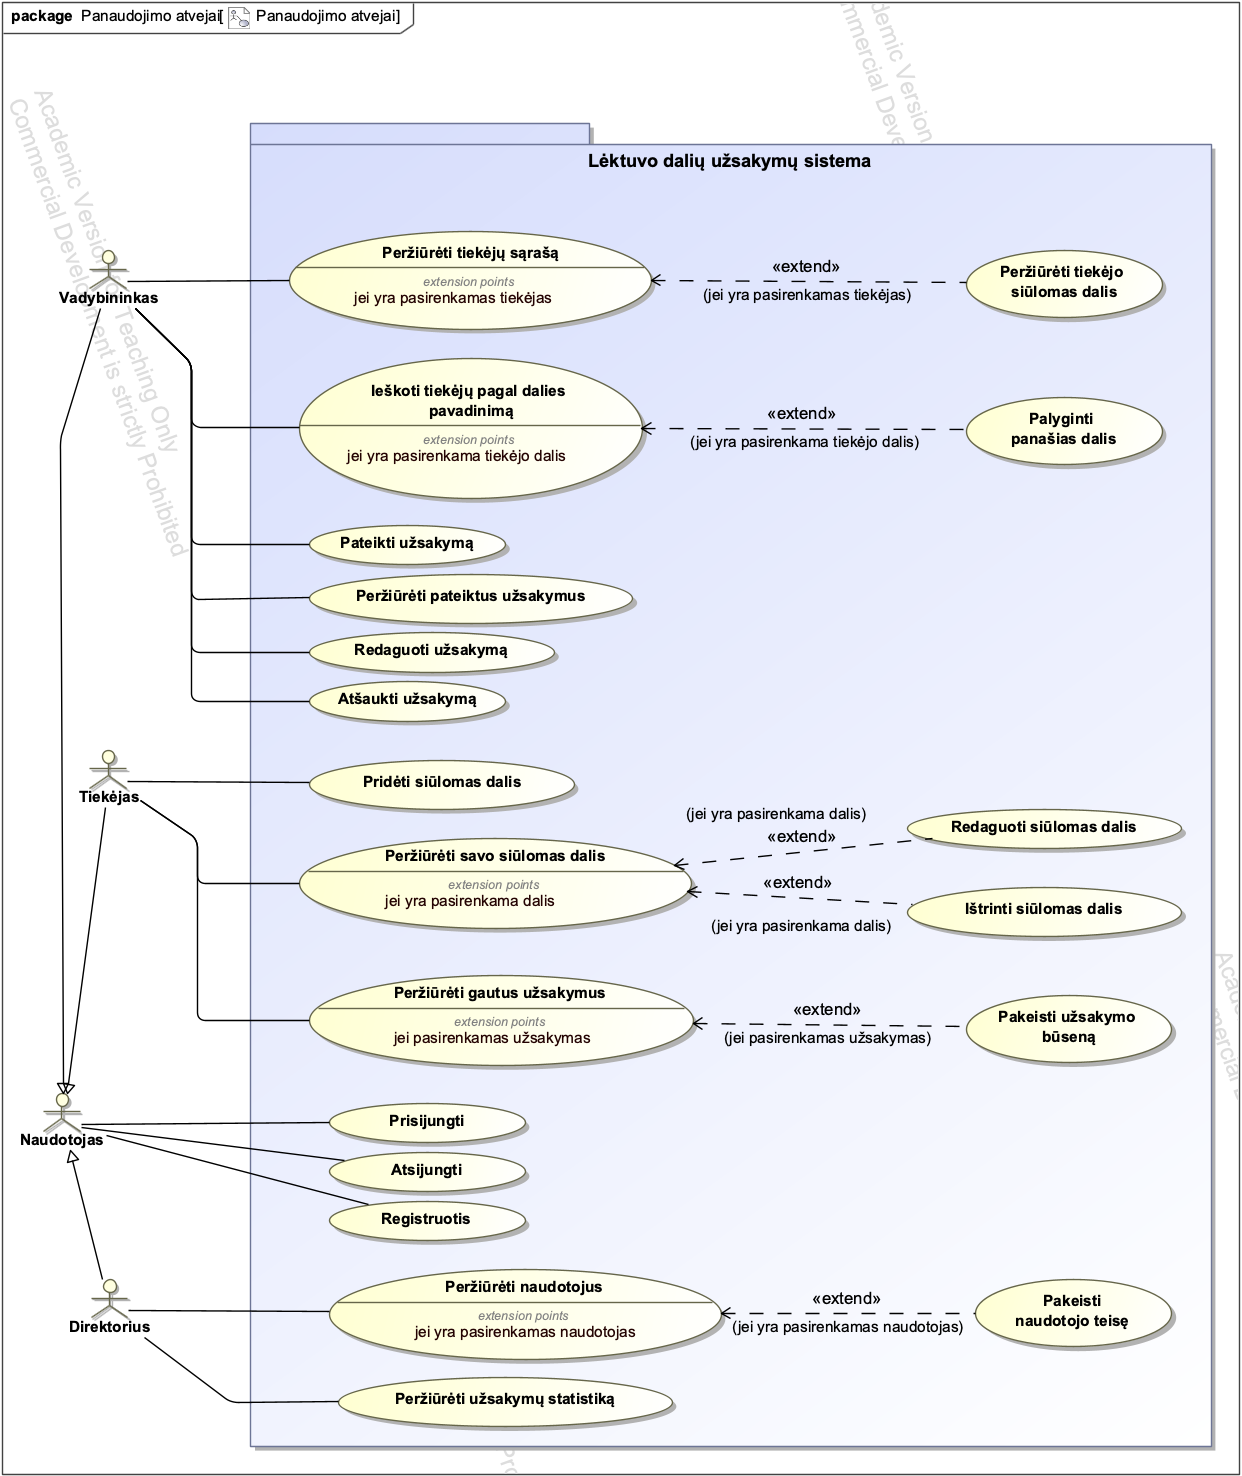 package Panaudojimo atvejai[ Panaudojimo atvejai]
Academic Version for Teaching Only
Commercial Development is strictly Prohibited
Lėktuvo dalių užsakymų sistema
Vadybininkas
Peržiūrėti tiekėjų sąrašą
extension points
jei yra pasirenkamas tiekėjas
«extend»
(jei yra pasirenkamas tiekėjas)
Peržiūrėti tiekėjo
siūlomas dalis
Ieškoti tiekėjų pagal dalies
pavadinimą
extension points
jei yra pasirenkama tiekėjo dalis
«extend»
(jei yra pasirenkama tiekėjo dalis)
Palyginti
panašias dalis
Pateikti užsakymą
Peržiūrėti pateiktus užsakymus
Redaguoti užsakymą
Atšaukti užsakymą
Tiekėjas
Pridėti siūlomas dalis
Peržiūrėti savo siūlomas dalis
extension points
jei yra pasirenkama dalis
(jei yra pasirenkama dalis)
«extend»
Redaguoti siūlomas dalis
«extend»
(jei yra pasirenkama dalis)
Ištrinti siūlomas dalis
Peržiūrėti gautus užsakymus
extension points
jei pasirenkamas užsakymas
«extend»
(jei pasirenkamas užsakymas)
Pakeisti užsakymo
būseną
Naudotojas
Prisijungti
Atsijungti
Registruotis
Direktorius
Peržiūrėti naudotojus
extension points
jei yra pasirenkamas naudotojas
«extend»
(jei yra pasirenkamas naudotojas)
Pakeisti
naudotojo teisę
Peržiūrėti užsakymų statistiką